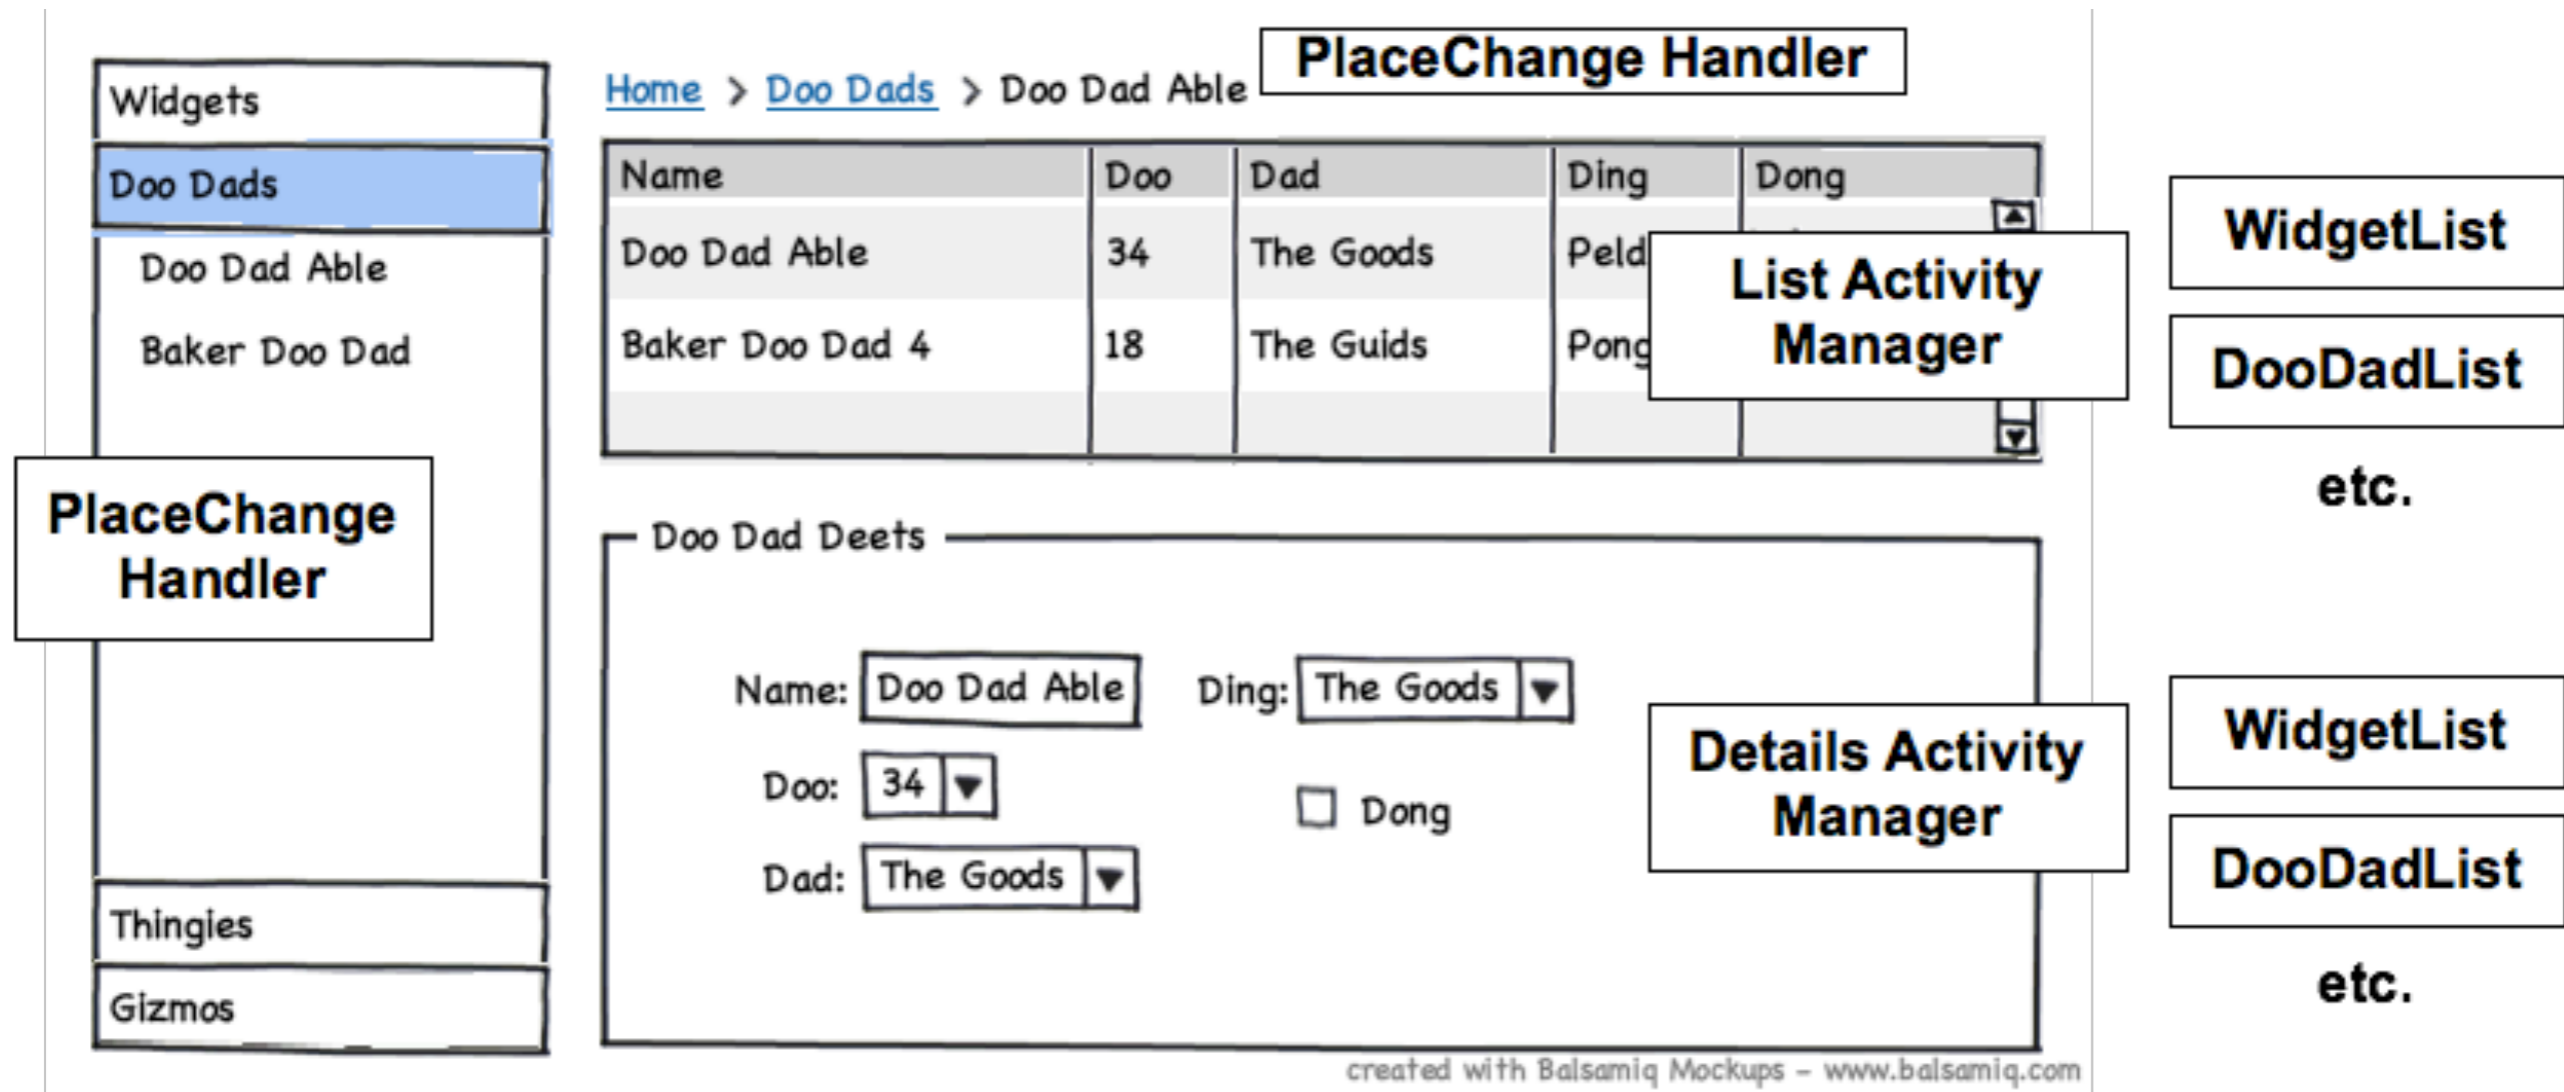 PlaceChange Handler
Home > Doo Dads > Doo Dad Able
Widgets
Doo Dads
Doo Dad Able
Baker Doo Dad
PlaceChange
Handler
Thingies
Gizmos
Name Doo Dad Ding Dong
Doo Dad Able 34 The Goods
Baker Doo Dad 4 18 The Guids
List Activity
Manager
WidgetList
DooDadList
etc.
Doo Dad Deets
Name: Doo Dad Able Ding: The Goods
Doo: 34
Dong
Dad: The Goods
Details Activity
Manager
WidgetList
DooDadList
etc.
created with Balsamiq Mockups - www.balsamiq.com